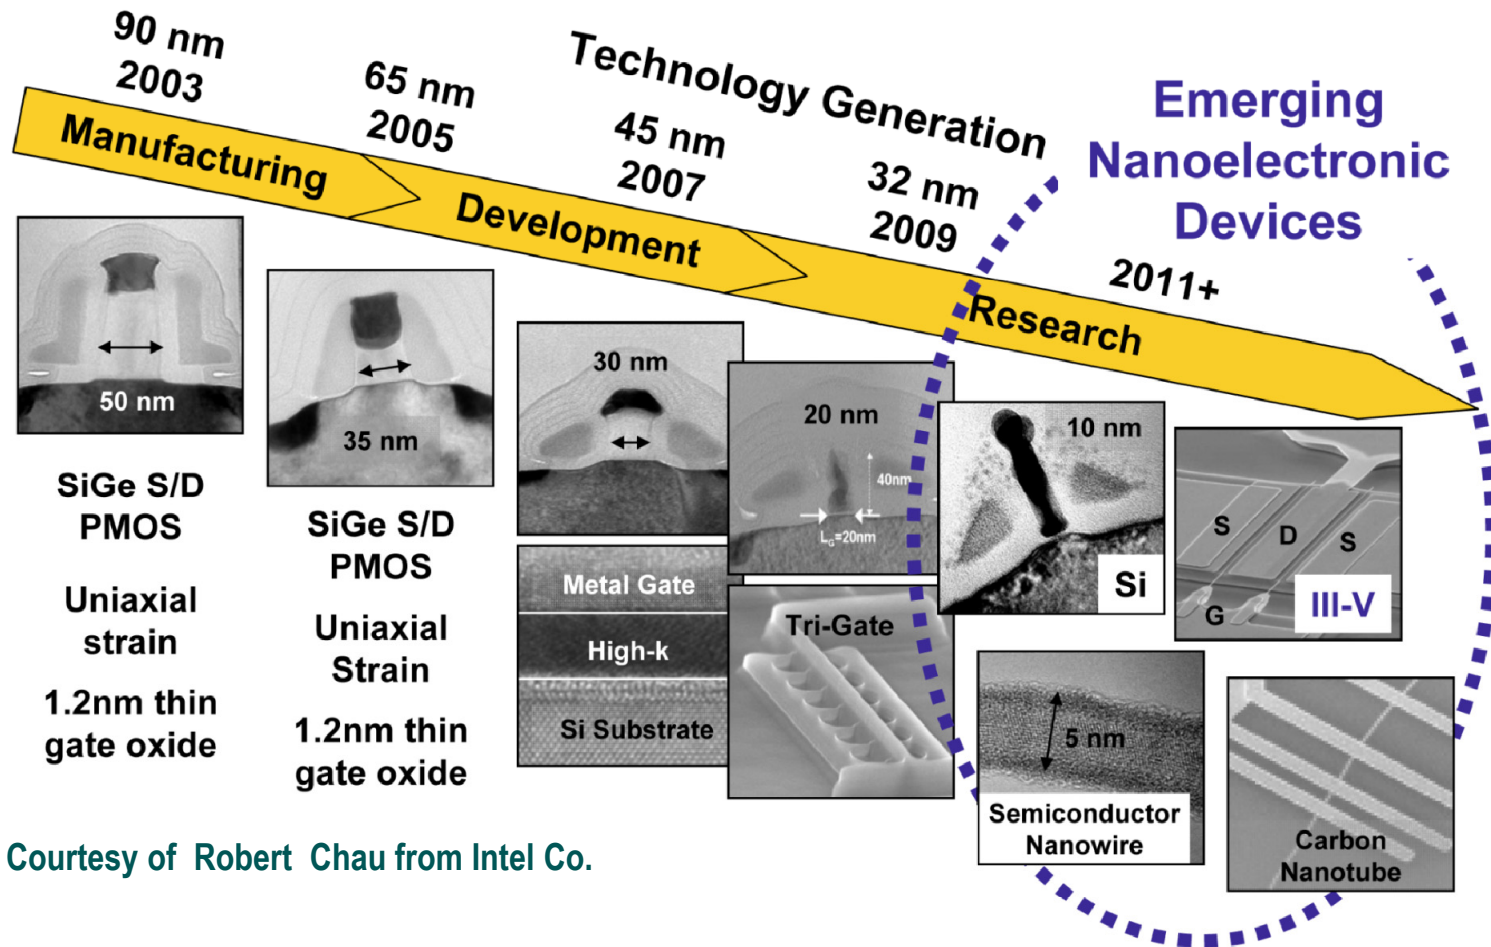 90 nm
2003
65 nm
2005
Technology Generation
45 nm
2007
32 nm
2009
Emerging
Nanoelectronic
Devices
2011+
Manufacturing
Development
Research
50 nm
SiGe S/D
PMOS
Uniaxial
strain
1.2nm thin
gate oxide
35 nm
SiGe S/D
PMOS
Uniaxial
Strain
1.2nm thin
gate oxide
30 nm
Metal Gate
High-k
Si Substrate
20 nm
40nm
LG=20nm
Tri-Gate
10 nm
Si
S
D
S
G
III-V
5 nm
Semiconductor
Nanowire
Carbon
Nanotube
Courtesy of Robert Chau from Intel Co.